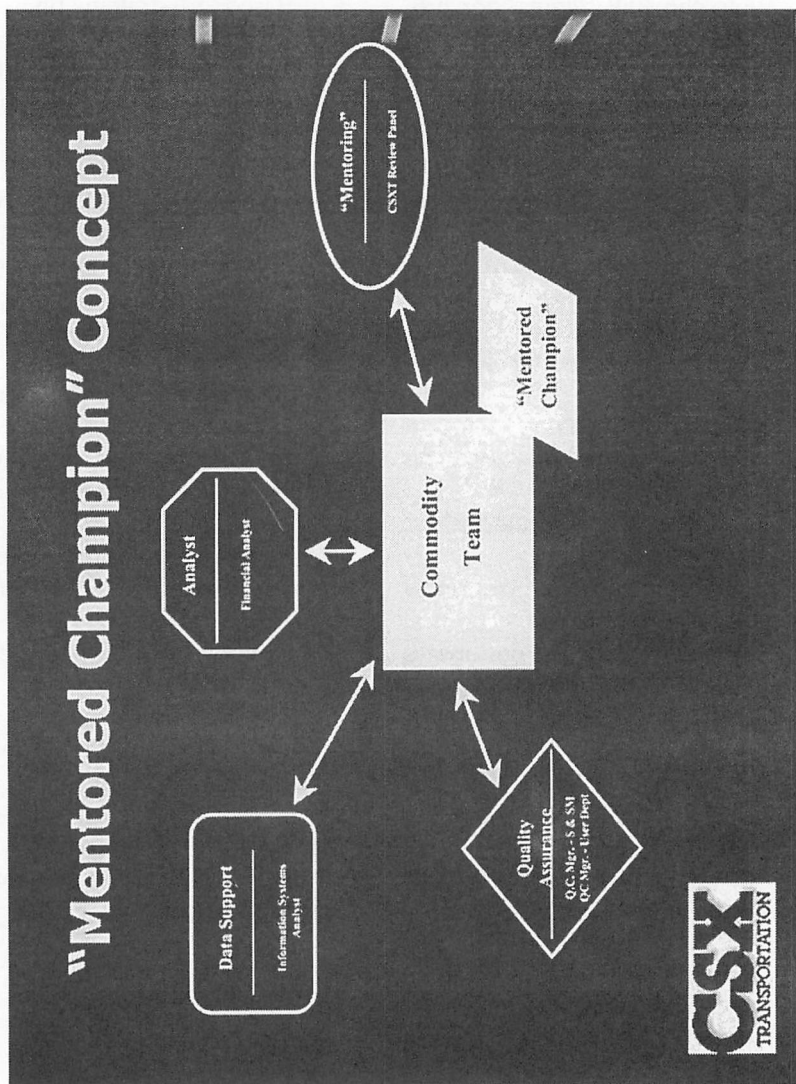 "Mentored Champion" Concept
Data Support
Information Systems
Analyst
Analyst
Financial Analyst
"Mentoring"
CSXT Review Panel
Commodity
Team
"Mentored
Champion"
Quality
Assurance
Q.C. Mgr. - S & SM
QC Mgr. - User Dept
CSX
TRANSPORTATION